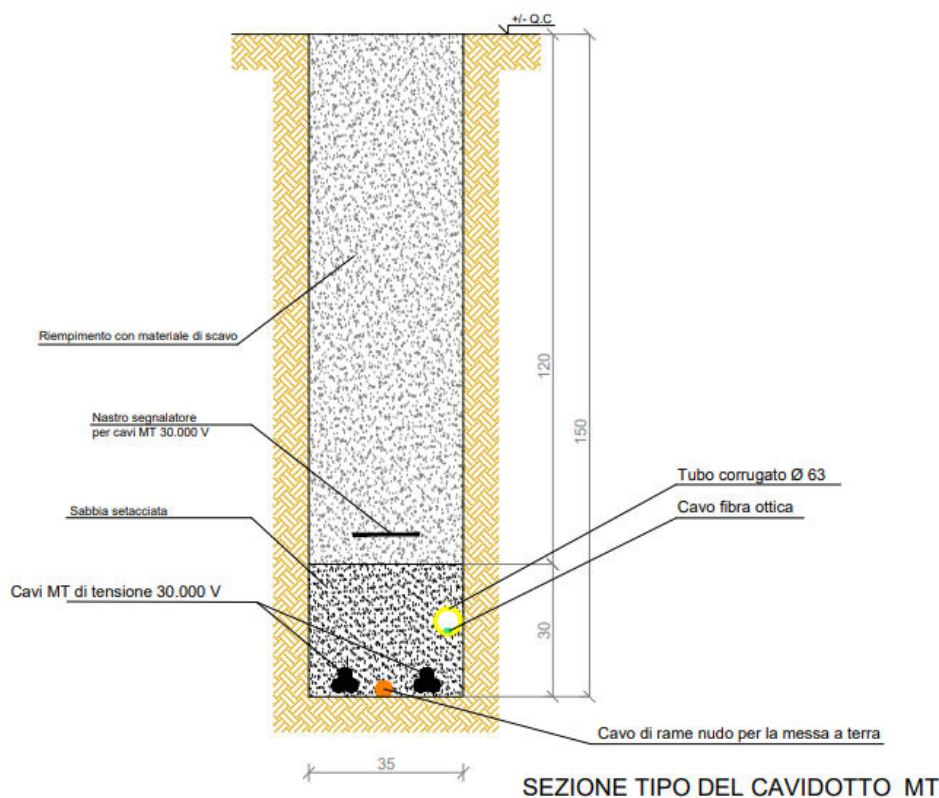 +/- Q.C
Riempimento con materiale di scavo
120
150
Nastro segnalatore
per cavi MT 30.000 V
Tubo corrugato Ø 63
Sabbia setacciata
Cavo fibra ottica
Cavi MT di tensione 30.000 V
30
Cavo di rame nudo per la messa a terra
35
SEZIONE TIPO DEL CAVIDOTTO MT